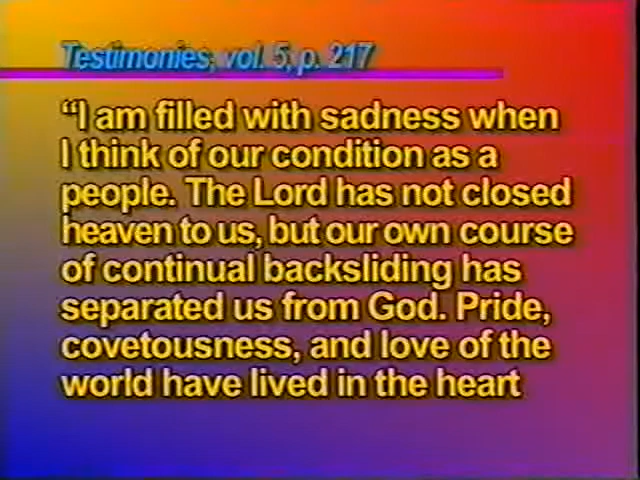 Testimonies, vol. 5, p. 217
“I am filled with sadness when
I think of our condition as a
people. The Lord has not closed
heaven to us, but our own course
of continual backsliding has
separated us from God. Pride,
covetousness, and love of the
world have lived in the heart